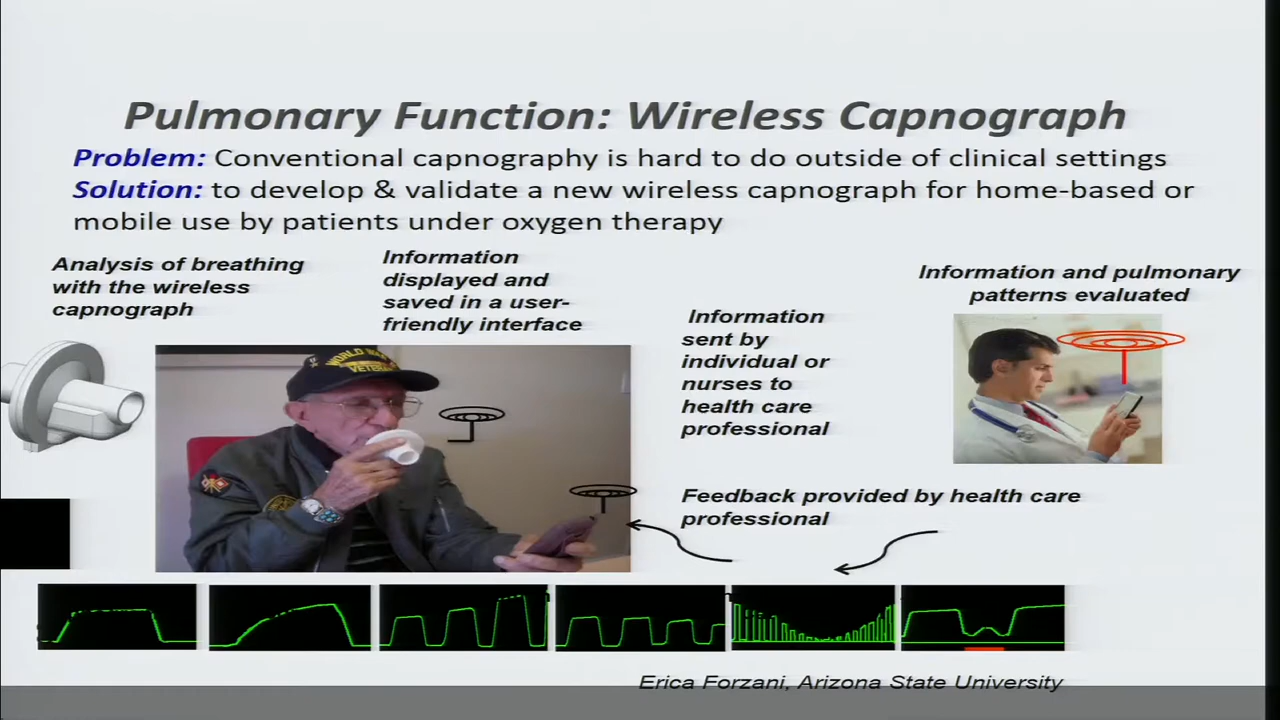 Pulmonary Function: Wireless Capnograph
Problem: Conventional capnography is hard to do outside of clinical settings
Solution: to develop & validate a new wireless capnograph for home-based or
mobile use by patients under oxygen therapy
Analysis of breathing
with the wireless
capnograph
Information
displayed and
saved in a user-
friendly interface
Information
sent by
individual or
nurses to
health care
professional
Information and pulmonary
patterns evaluated
WORLD WAR
VETERAN
Feedback provided by health care
professional
Erica Forzani, Arizona State University